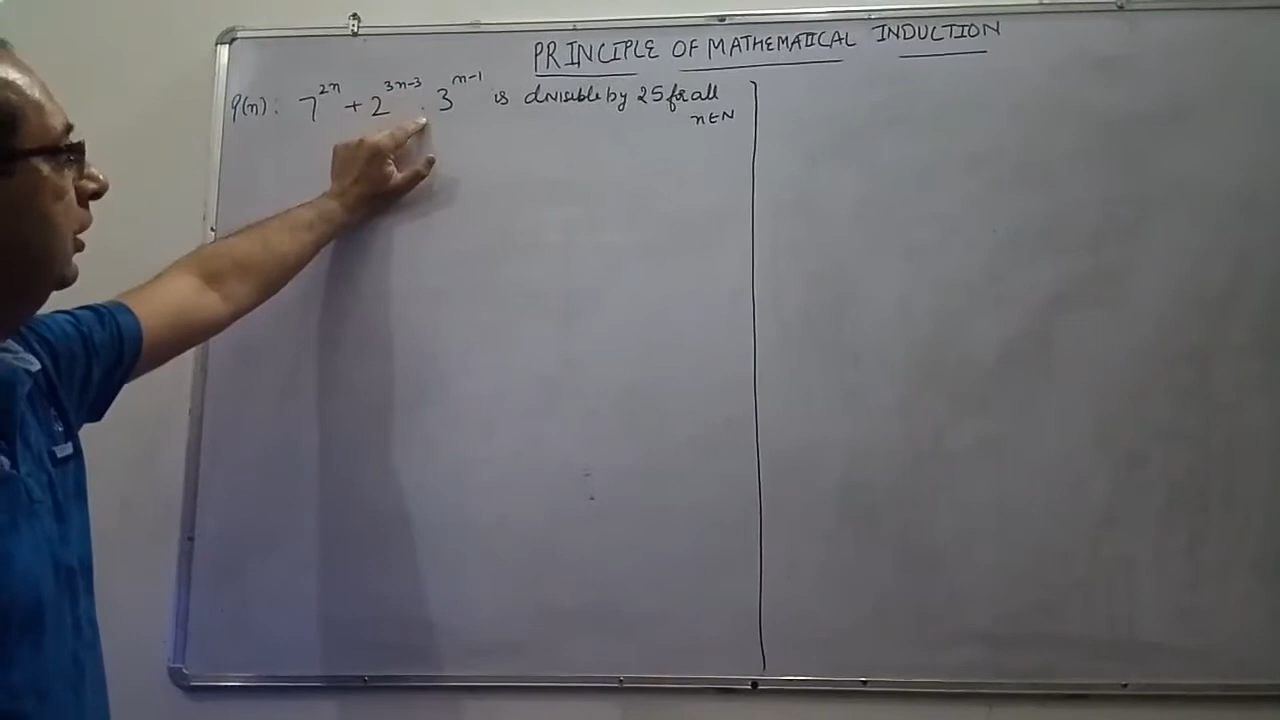 PRINCIPLE OF MATHEMATICAL INDUCTION
P(n): 7^{2n} + 2^{3n-3} . 3^{n-1} is divisible by 25 for all
n∈N